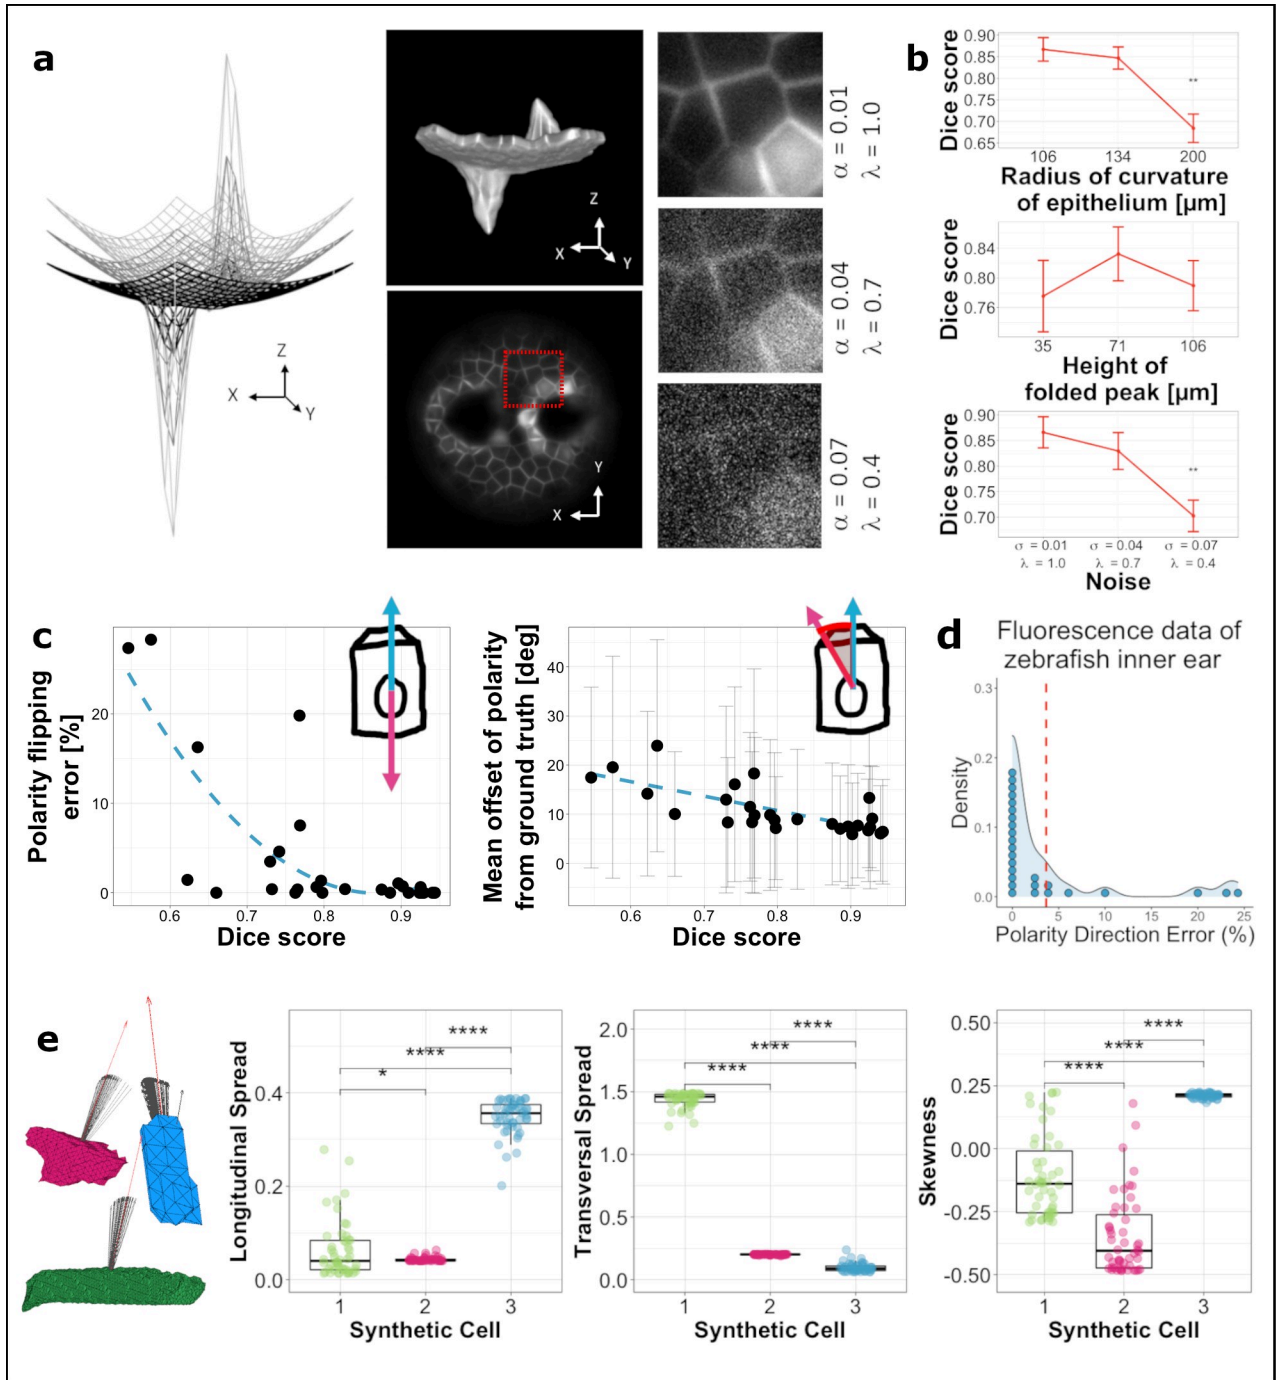 a
Z
X
Y
Z
X
Y
Y
X
α = 0.01
λ = 1.0
α = 0.04
λ = 0.7
α = 0.07
λ = 0.4
b
Dice score
0.90
0.85
0.80
0.75
0.70
0.65
106 134 200
**
Radius of curvature
of epithelium [µm]
Dice score
0.84
0.80
0.76
35 71 106
Height of
folded peak [µm]
Dice score
0.90
0.85
0.80
0.75
0.70
**
σ = 0.01 σ = 0.04 σ = 0.07
λ = 1.0 λ = 0.7 λ = 0.4
Noise
c
Polarity flipping
error [%]
20
10
0
0.6 0.7 0.8 0.9
Dice score
Mean offset of polarity
from ground truth [deg]
40
30
20
10
0
0.6 0.7 0.8 0.9
Dice score
d
Fluorescence data of
zebrafish inner ear
Density
0.3
0.2
0.1
0.0
0 5 10 15 20 25
Polarity Direction Error (%)
e
Longitudinal Spread
0.4
0.2
0.0
****
****
*
1 2 3
Synthetic Cell
Transversal Spread
2.0
1.5
1.0
0.5
0.0
****
****
****
1 2 3
Synthetic Cell
Skewness
0.50
0.25
0.00
-0.25
-0.50
****
****
****
1 2 3
Synthetic Cell